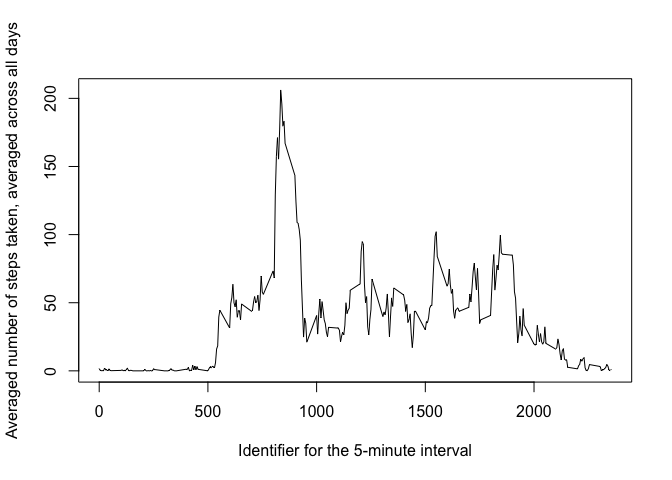 Averaged number of steps taken, averaged across all days
200
150
100
50
0
0 500 1000 1500 2000
Identifier for the 5-minute interval